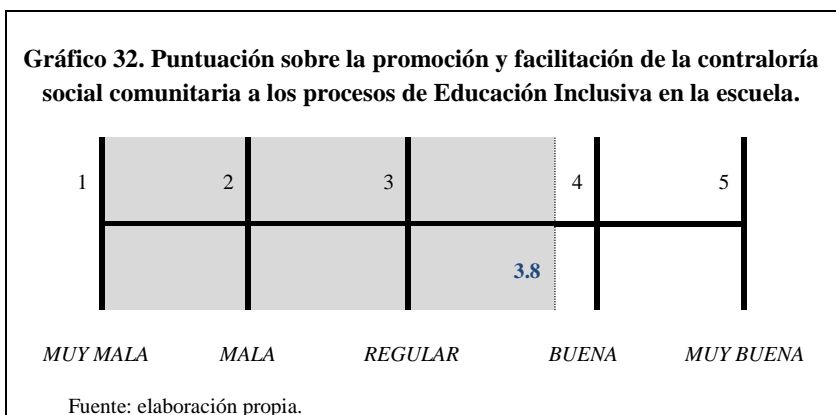 Gráfico 32. Puntuación sobre la promoción y facilitación de la contraloría
social comunitaria a los procesos de Educación Inclusiva en la escuela.
1 2 3 4 5
3.8
MUY MALA MALA REGULAR BUENA MUY BUENA
Fuente: elaboración propia.